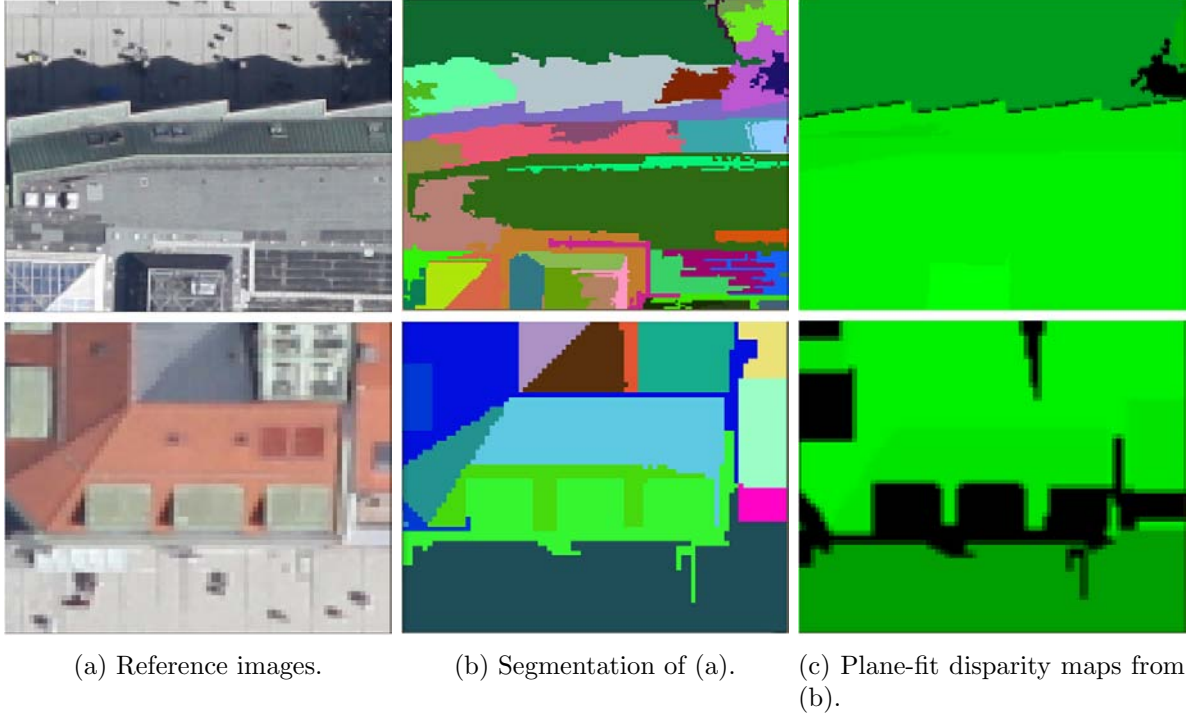 (a) Reference images.
(b) Segmentation of (a).
(c) Plane-fit disparity maps from
(b).